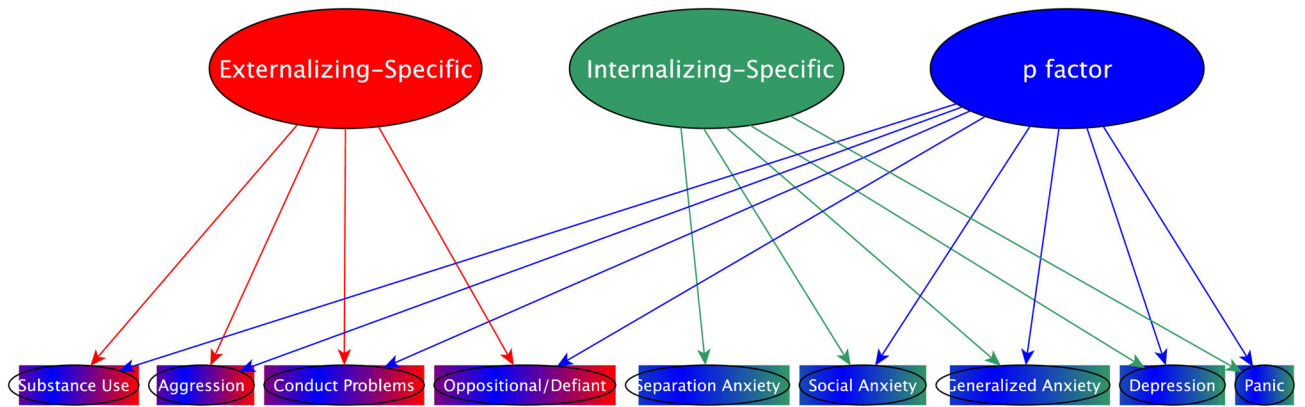 Externalizing-Specific
Internalizing-Specific
p factor
Substance Use
Aggression
Conduct Problems
Oppositional/Defiant
Separation Anxiety
Social Anxiety
Generalized Anxiety
Depression
Panic